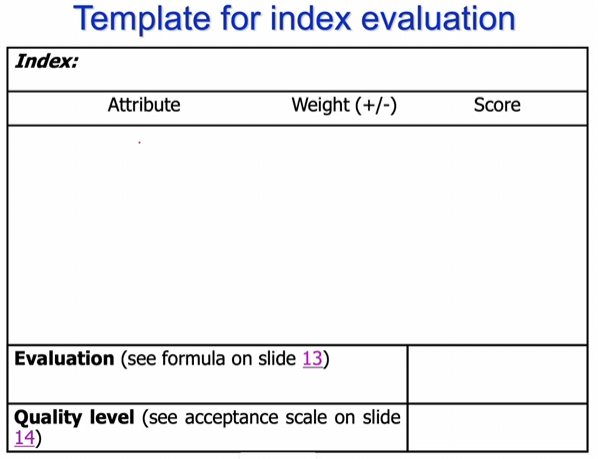 Template for index evaluation
Index:
Attribute Weight (+/-) Score
Evaluation (see formula on slide 13)
Quality level (see acceptance scale on slide
14)